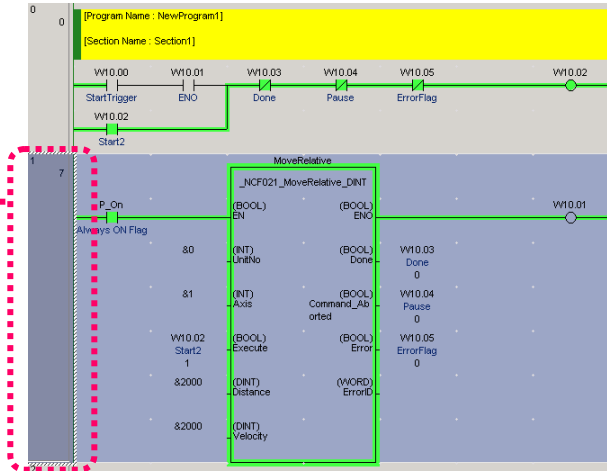 0
0
[Program Name : NewProgram1]
[Section Name : Section1]
W10.00 W10.01 W10.03 W10.04 W10.05 W10.02
StartTrigger ENO Done Pause ErrorFlag
W10.02
Start2
1
7
MoveRelative
_NCF021_MoveRelative_DINT
P_On (BOOL) (BOOL) W10.01
EN ENO
Always ON Flag
&0 (INT) (BOOL) W10.03
UnitNo Done Done
0
&1 (INT) (BOOL) W10.04
Axis Command_Ab Pause
orted 0
W10.02 (BOOL) (BOOL) W10.05
Start2 Execute Error ErrorFlag
1 0
&2000 (DINT) (WORD)
Distance ErrorID
&2000 (DINT)
Velocity